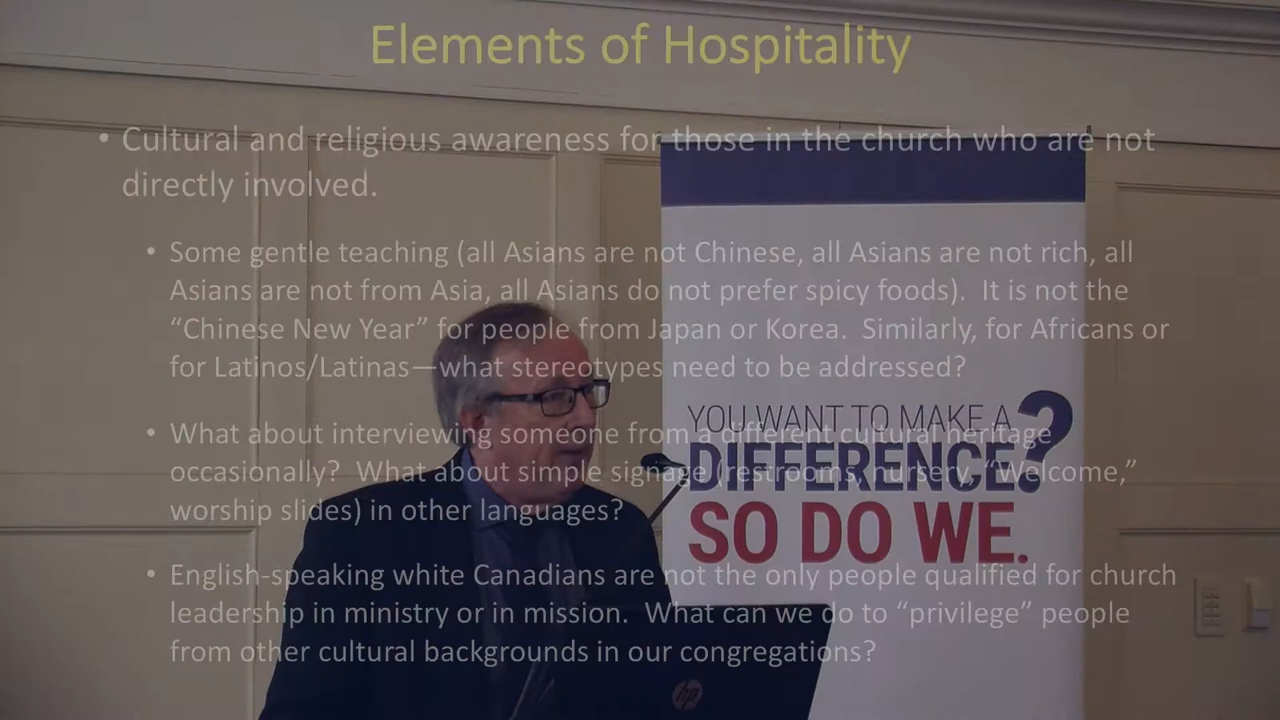 Elements of Hospitality
• Cultural and religious awareness for those in the church who are not
directly involved.
• Some gentle teaching (all Asians are not Chinese, all Asians are not rich, all
Asians are not from Asia, all Asians do not prefer spicy foods).  It is not the
“Chinese New Year” for people from Japan or Korea.  Similarly, for Africans or
for Latinos/Latinas—what stereotypes need to be addressed?
• What about interviewing someone from a different cultural heritage
occasionally?  What about simple signage (restrooms, nursery, “Welcome,”
worship slides) in other languages?
• English-speaking white Canadians are not the only people qualified for church
leadership in ministry or in mission.  What can we do to “privilege” people
from other cultural backgrounds in our congregations?
YOU WANT TO MAKE A
DIFFERENCE?
SO DO WE.
hp